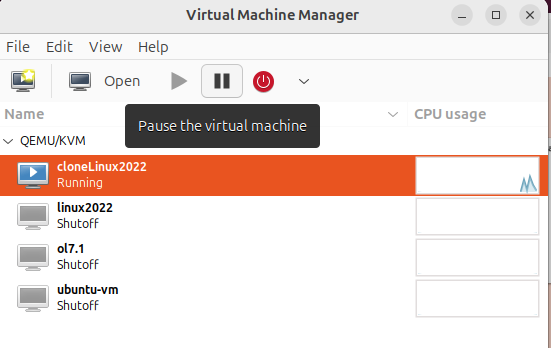 Virtual Machine Manager
File Edit View Help
Open
Name CPU usage
Pause the virtual machine
QEMU/KVM
cloneLinux2022
Running
linux2022
Shutoff
ol7.1
Shutoff
ubuntu-vm
Shutoff